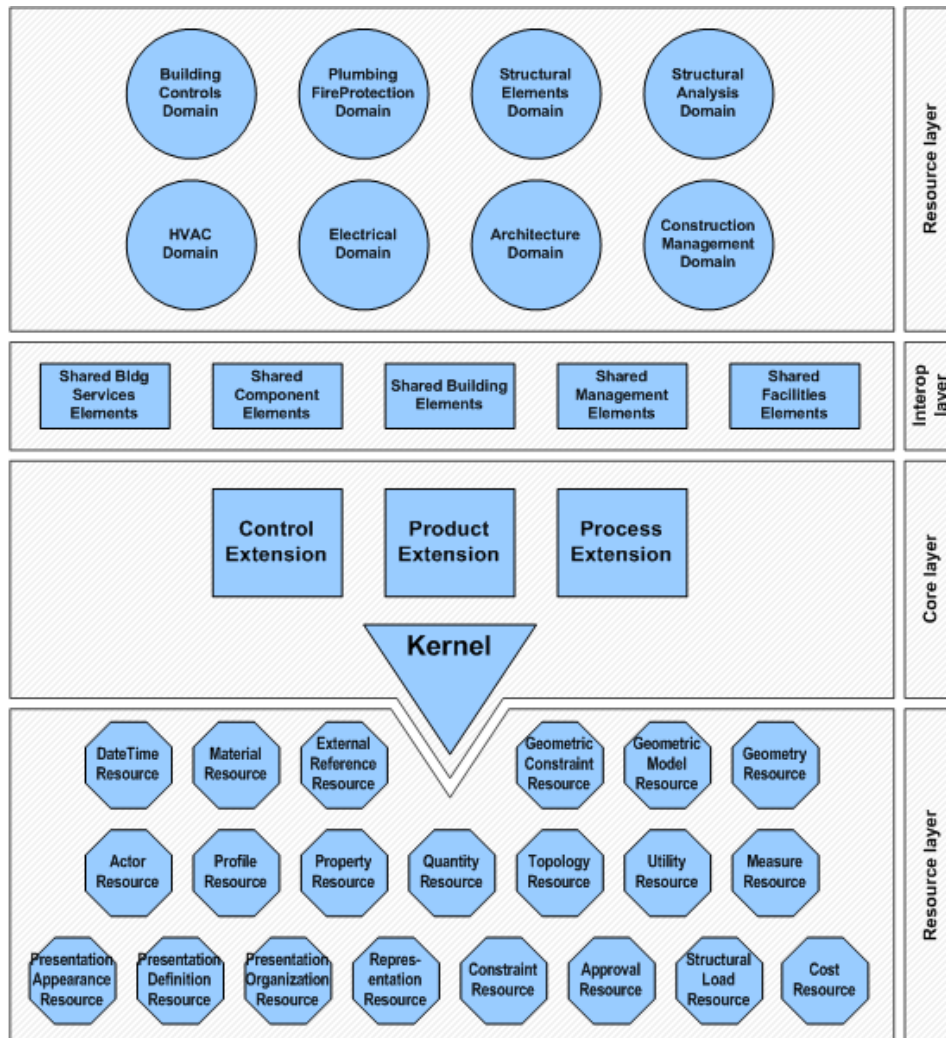 Building
Controls
Domain
Plumbing
FireProtection
Domain
Structural
Elements
Domain
Structural
Analysis
Domain
HVAC
Domain
Electrical
Domain
Architecture
Domain
Construction
Management
Domain
Resource layer
Shared Bldg
Services
Elements
Shared
Component
Elements
Shared Building
Elements
Shared
Management
Elements
Shared
Facilities
Elements
Interop
layer
Control
Extension
Product
Extension
Process
Extension
Kernel
Core layer
DateTime
Resource
Material
Resource
External
Reference
Resource
Geometric
Constraint
Resource
Geometric
Model
Resource
Geometry
Resource
Actor
Resource
Profile
Resource
Property
Resource
Quantity
Resource
Topology
Resource
Utility
Resource
Measure
Resource
Presentation
Appearance
Resource
Presentation
Definition
Resource
Presentation
Organization
Resource
Repres-
entation
Resource
Constraint
Resource
Approval
Resource
Structural
Load
Resource
Cost
Resource
Resource layer